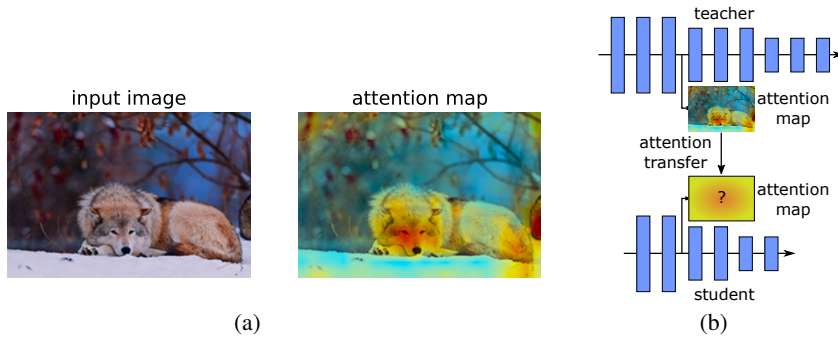 input image
attention map
(a)
teacher
attention
map
attention
transfer
?
attention
map
student
(b)